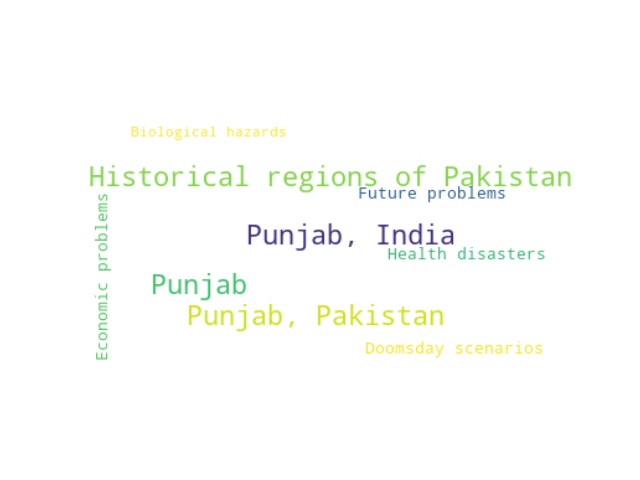 Biological hazards
Historical regions of Pakistan
Future problems
Economic problems
Punjab, India
Health disasters
Punjab
Punjab, Pakistan
Doomsday scenarios